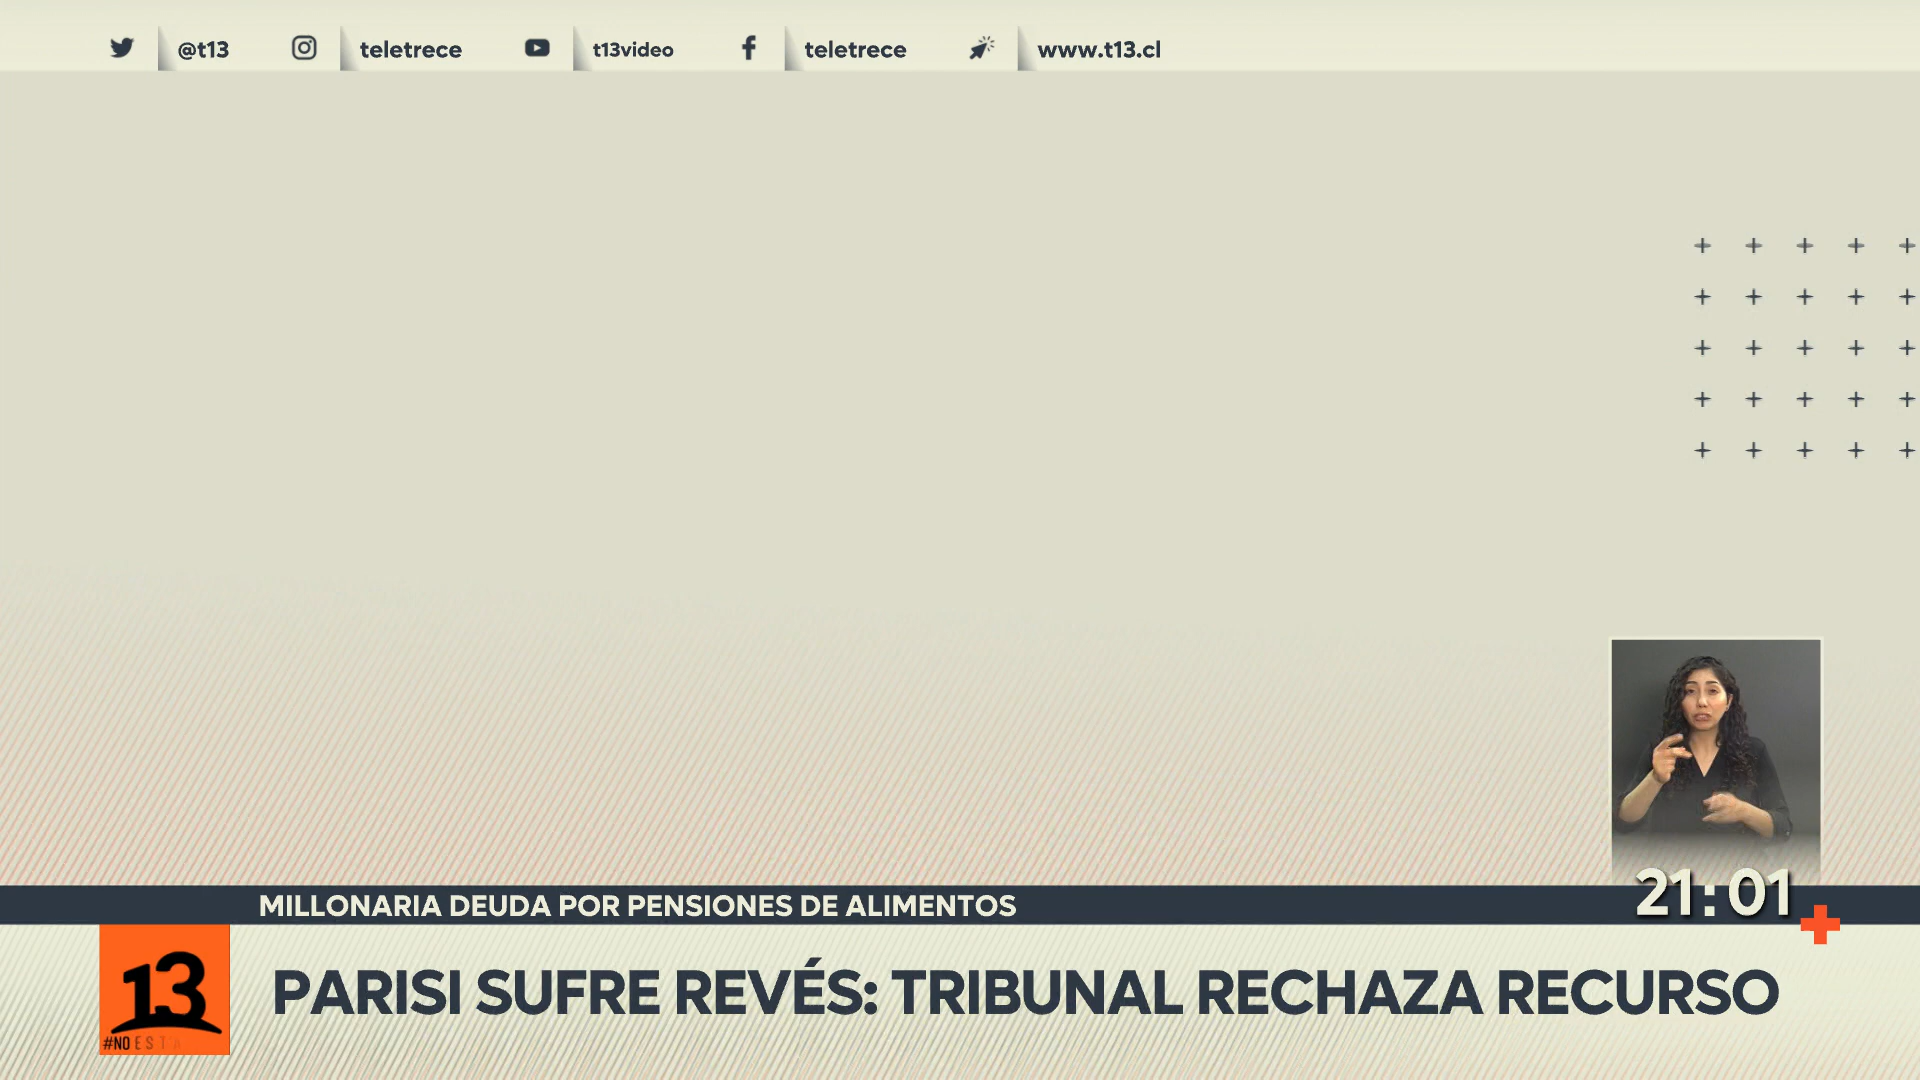 @t13 teletrece t13video teletrece www.t13.cl
MILLONARIA DEUDA POR PENSIONES DE ALIMENTOS
21:01
13
#NO ESTA
PARISI SUFRE REVÉS: TRIBUNAL RECHAZA RECURSO